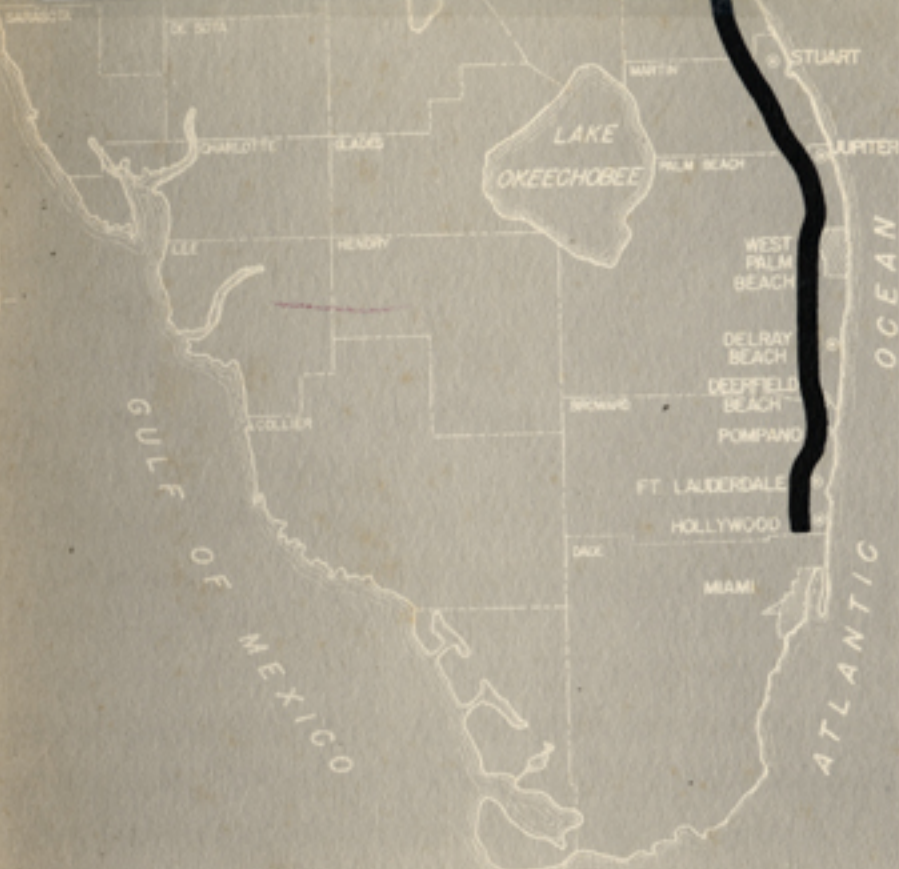 SARASOTA
DE SOTA
MARTIN
STUART
CHARLOTTE
GLADES
LAKE
OKEECHOBEE
PALM BEACH
JUPITER
LEE
HENDRY
WEST
PALM
BEACH
OCEAN
DELRAY
BEACH
DEERFIELD
BEACH
BROWARD
COLLIER
POMPANO
GULF OF MEXICO
FT. LAUDERDALE
HOLLYWOOD
DADE
MIAMI
ATLANTIC